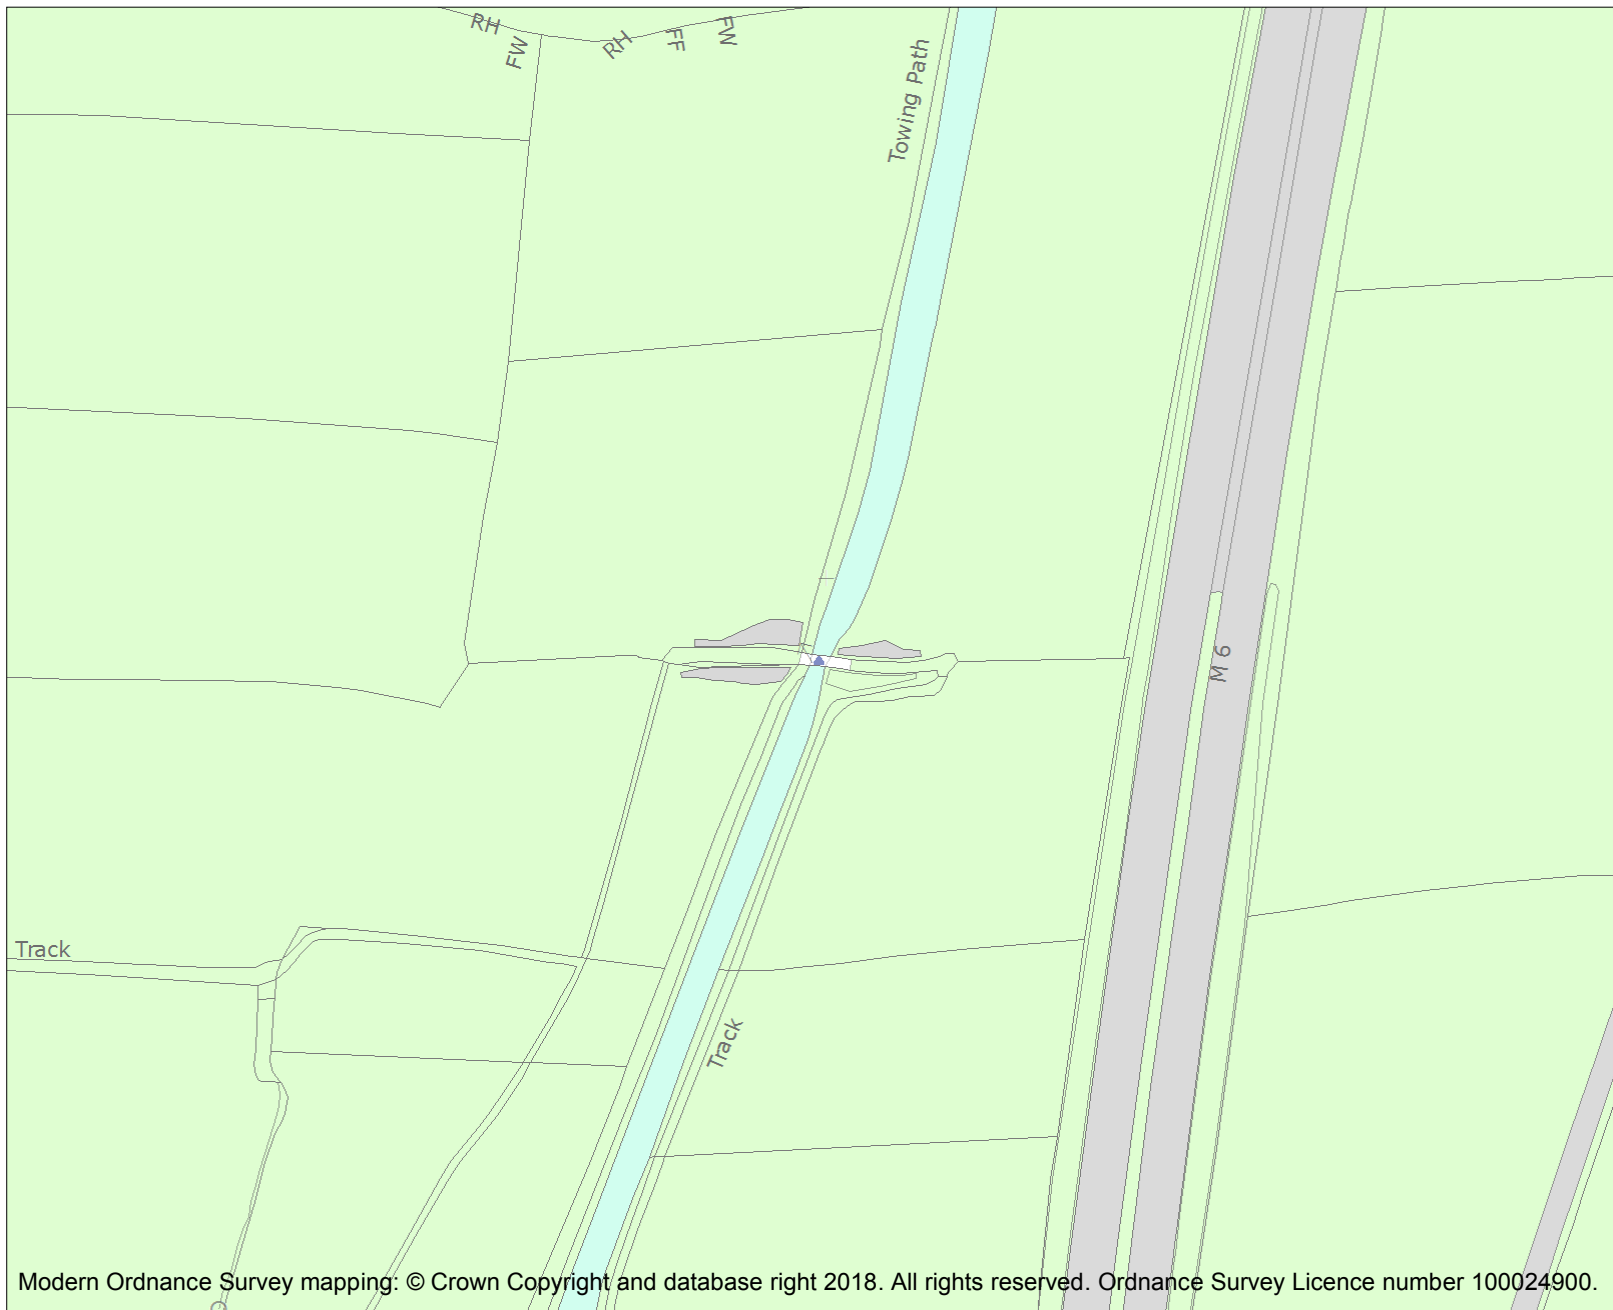 RH
FW
RH
FF
FW
Towing Path
M 6
Track
Track
Modern Ordnance Survey mapping: © Crown Copyright and database right 2018. All rights reserved. Ordnance Survey Licence number 100024900.